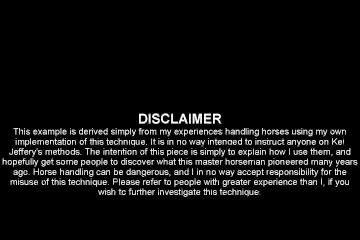 DISCLAIMER
This example is derived simply from my experiences handling horses using my own
implementation of this technique. It is in no way intended to instruct anyone on Kel
Jeffery's methods. The intention of this piece is simply to explain how I use them, and
hopefully get some people to discover what this master horseman pioneered many years
ago. Horse handling can be dangerous, and I in no way accept responsibility for the
misuse of this technique. Please refer to people with greater experience than I, if you
wish to further investigate this technique.